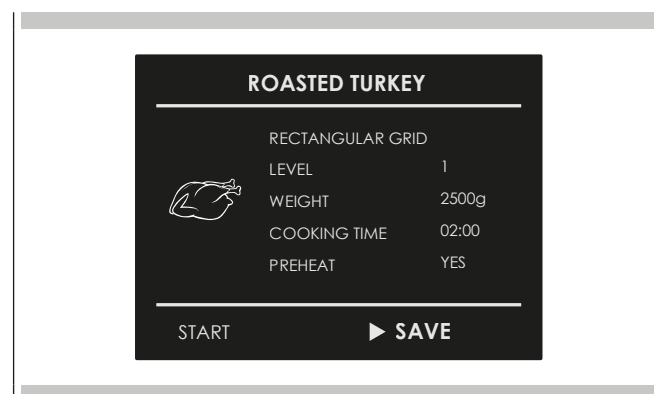 ROASTED TURKEY
RECTANGULAR GRID
LEVEL 1
WEIGHT 2500g
COOKING TIME 02:00
PREHEAT YES
START ▶ SAVE